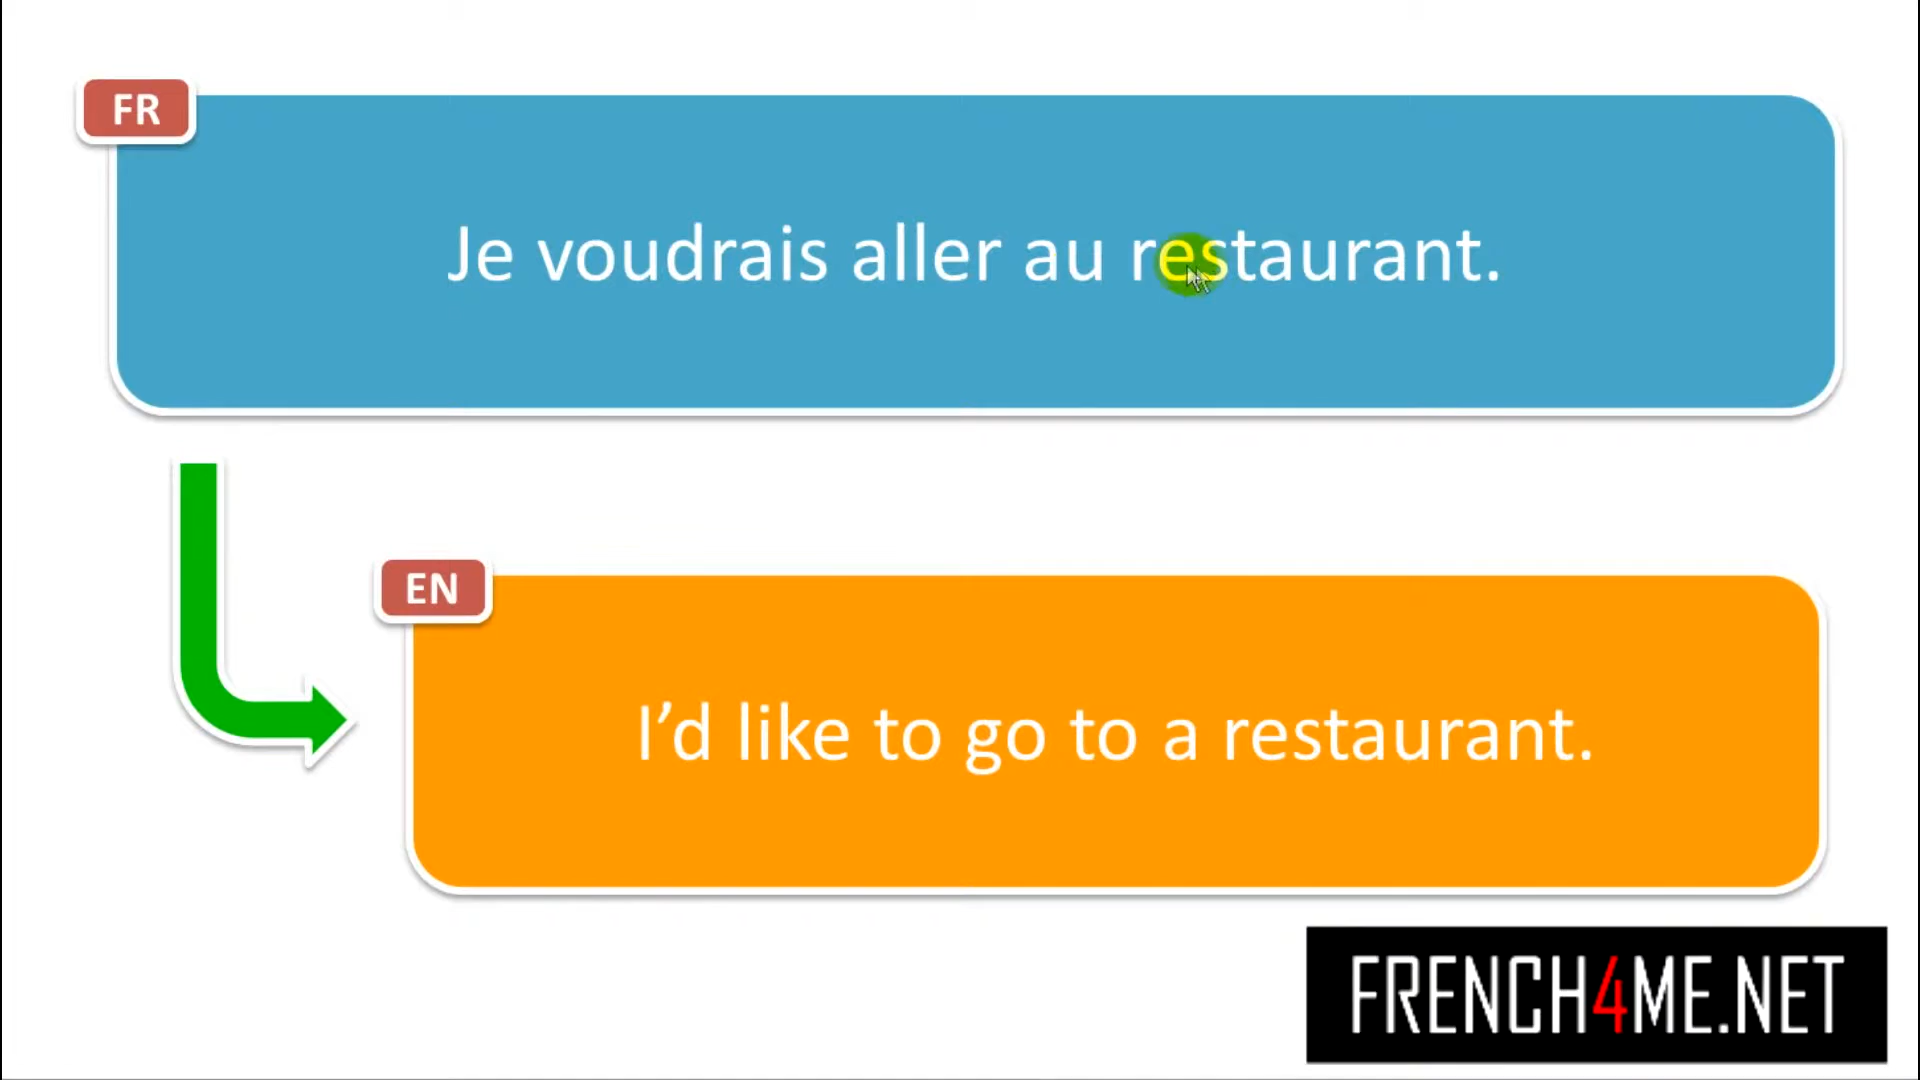 FR
Je voudrais aller au restaurant.
EN
I’d like to go to a restaurant.
FRENCH4ME.NET